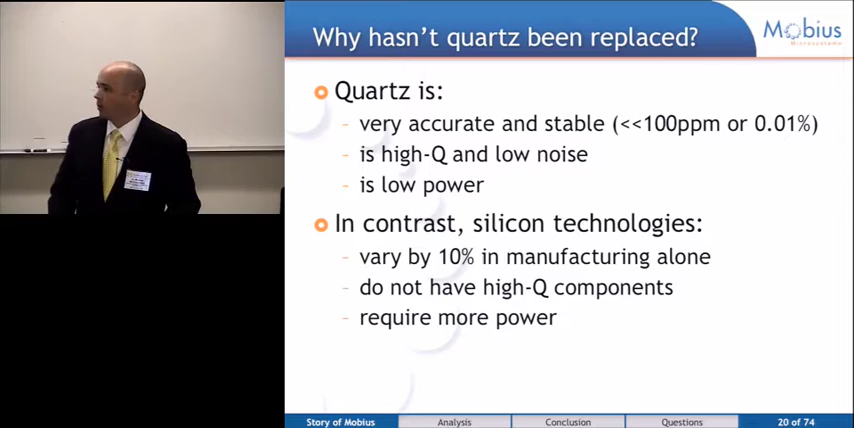 Why hasn't quartz been replaced?
Mobius
Microsystems
Quartz is:
- very accurate and stable (<<100ppm or 0.01%)
- is high-Q and low noise
- is low power
In contrast, silicon technologies:
- vary by 10% in manufacturing alone
- do not have high-Q components
- require more power
Story of Mobius
Analysis
Conclusion
Questions
20 of 74